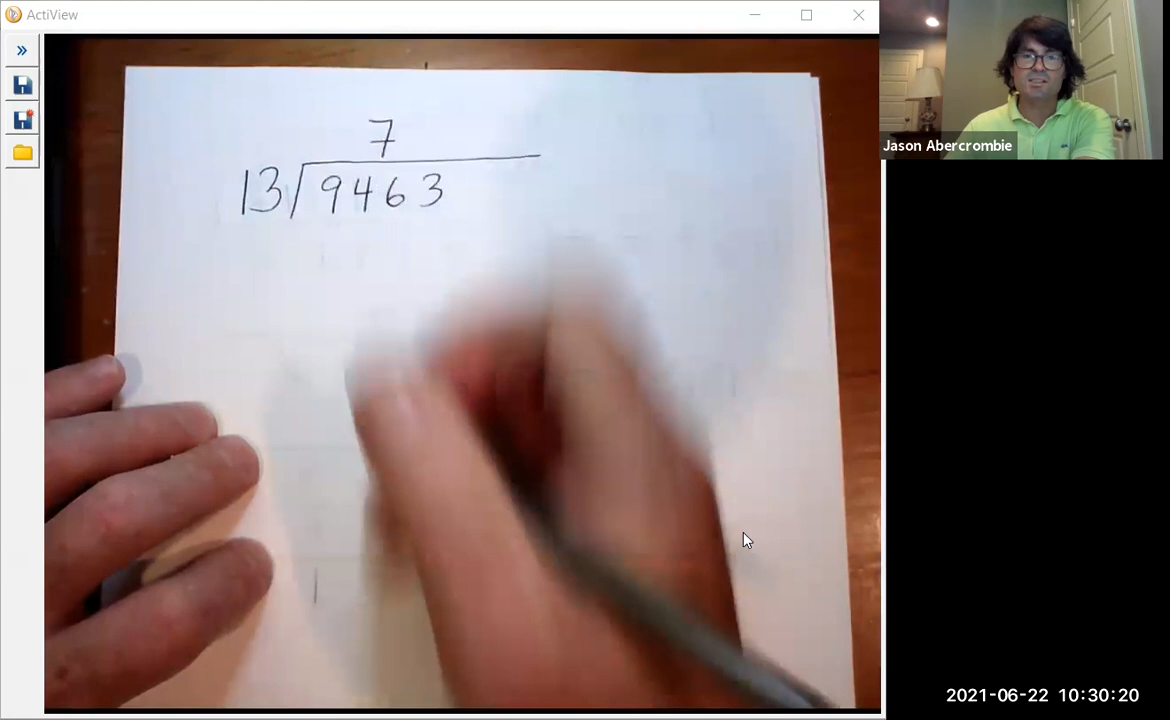 ActiView
»
7
13 9463
Jason Abercrombie
2021-06-22 10:30:20